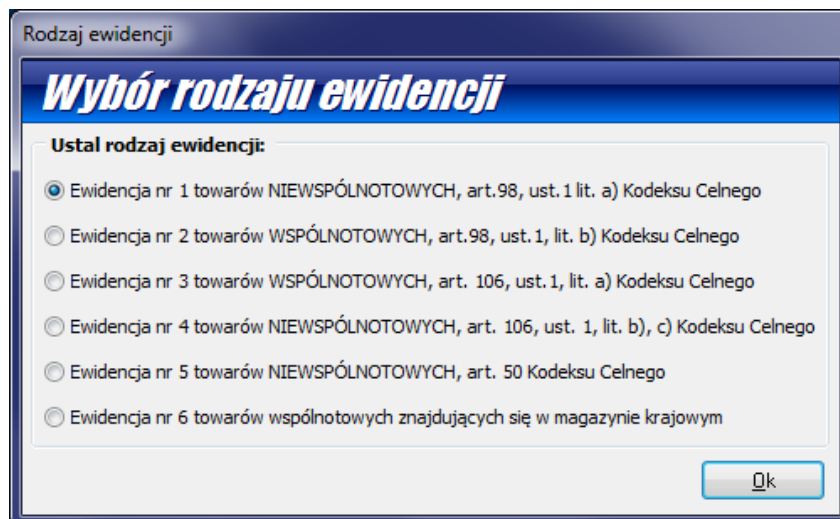 Rodzaj ewidencji
Wybór rodzaju ewidencji
Ustal rodzaj ewidencji:
Ewidencja nr 1 towarów NIEWSPÓLNOTOWYCH, art.98, ust.1 lit. a) Kodeksu Celnego
Ewidencja nr 2 towarów WSPÓLNOTOWYCH, art.98, ust.1, lit. b) Kodeksu Celnego
Ewidencja nr 3 towarów WSPÓLNOTOWYCH, art. 106, ust.1, lit. a) Kodeksu Celnego
Ewidencja nr 4 towarów NIEWSPÓLNOTOWYCH, art. 106, ust. 1, lit. b), c) Kodeksu Celnego
Ewidencja nr 5 towarów NIEWSPÓLNOTOWYCH, art. 50 Kodeksu Celnego
Ewidencja nr 6 towarów wspólnotowych znajdujących się w magazynie krajowym
Ok